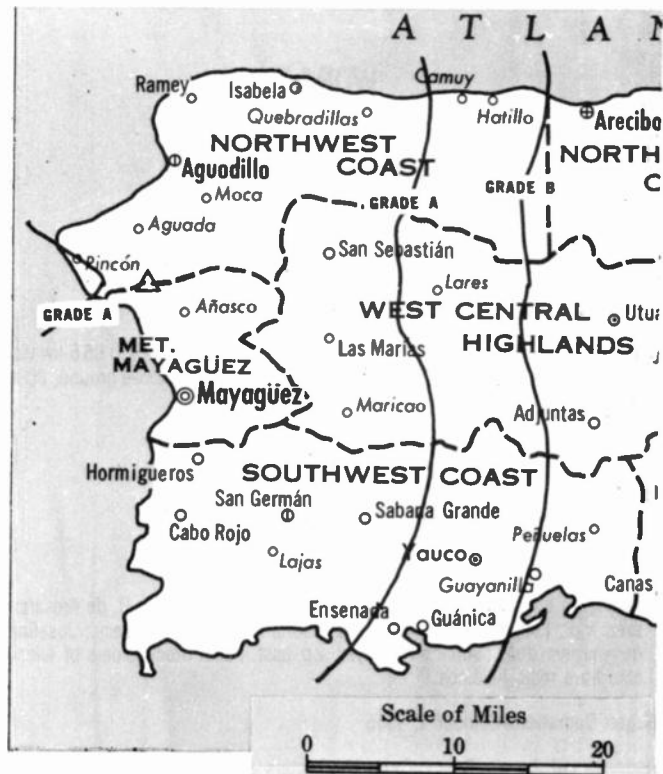 A T L A N
Camuy
Ramey
Isabela
Quebradillas
Hatillo
Arecibo
NORTHWEST
COAST
NORTH
C
Aguodillo
Moca
GRADE A
GRADE B
Aguada
San Sebastián
Rincón
Lares
GRADE A
Añasco
WEST CENTRAL
HIGHLANDS
Utua
MET.
MAYAGÜEZ
Las Marías
Mayagüez
Maricao
Adjuntas
Hormigueros
SOUTHWEST COAST
San Germán
Cabo Rojo
Sabana Grande
Peñuelas
Lajas
Yauco
Guayanilla
Canas
Ensenada
Guánica
Scale of Miles
0 10 20